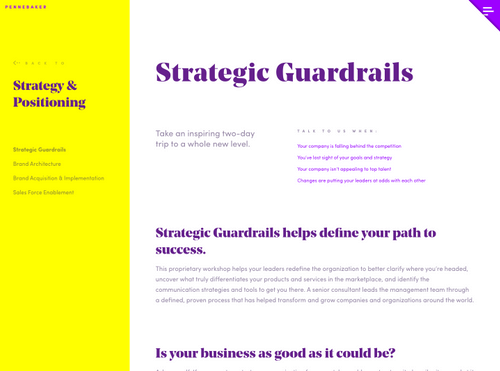 PENNEBAKER
BACK TO
Strategy &
Positioning
Strategic Guardrails
Brand Architecture
Brand Acquisition & Implementation
Sales Force Enablement
Strategic Guardrails
Take an inspiring two-day
trip to a whole new level.
TALK TO US WHEN:
Your company is falling behind the competition
You've lost sight of your goals and strategy
Your company isn't appealing to top talent
Changes are putting your leaders at odds with each other
Strategic Guardrails helps define your path to
success.
This proprietary workshop helps your leaders redefine the organization to better clarify where you're headed,
uncover what truly differentiates your products and services in the marketplace, and identify the
communication strategies and tools to get you there. A senior consultant leads the management team through
a defined, proven process that has helped transform and grow companies and organizations around the world.
Is your business as good as it could be?